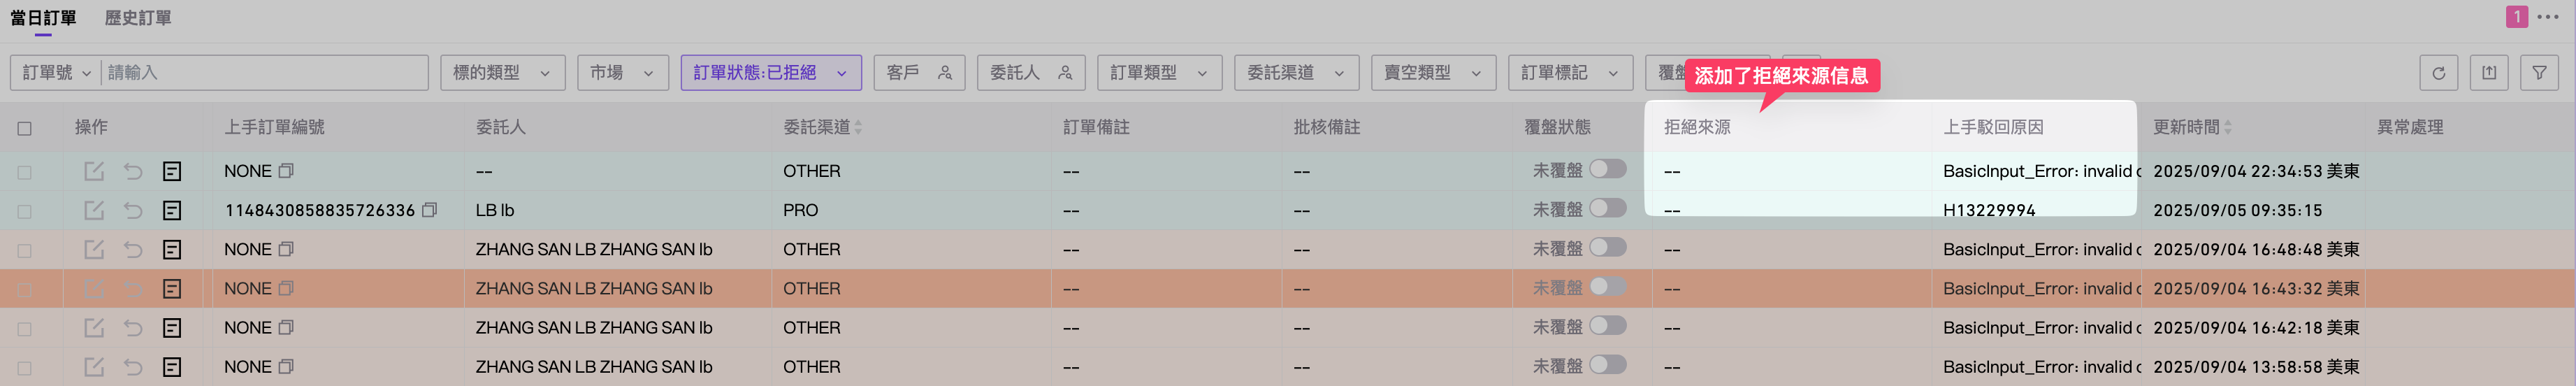 當日訂單 歷史訂單 1
訂單號 請輸入 標的類型 市場 訂單狀態:已拒絕 客戶 委託人 訂單類型 委託渠道 賣空類型 訂單標記 覆盤
添加了拒絕來源信息
操作 上手訂單編號 委託人 委託渠道 訂單備註 批核備註 覆盤狀態 拒絕來源 上手駁回原因 更新時間 異常處理
NONE -- OTHER -- -- 未覆盤 -- BasicInput_Error: invalid c 2025/09/04 22:34:53 美東
1148430858835726336 LB lb PRO -- -- 未覆盤 -- H13229994 2025/09/05 09:35:15
NONE ZHANG SAN LB ZHANG SAN lb OTHER -- -- 未覆盤 -- BasicInput_Error: invalid c 2025/09/04 16:48:48 美東
NONE ZHANG SAN LB ZHANG SAN lb OTHER -- -- 未覆盤 -- BasicInput_Error: invalid c 2025/09/04 16:43:32 美東
NONE ZHANG SAN LB ZHANG SAN lb OTHER -- -- 未覆盤 -- BasicInput_Error: invalid c 2025/09/04 16:42:18 美東
NONE ZHANG SAN LB ZHANG SAN lb OTHER -- -- 未覆盤 -- BasicInput_Error: invalid c 2025/09/04 13:58:58 美東